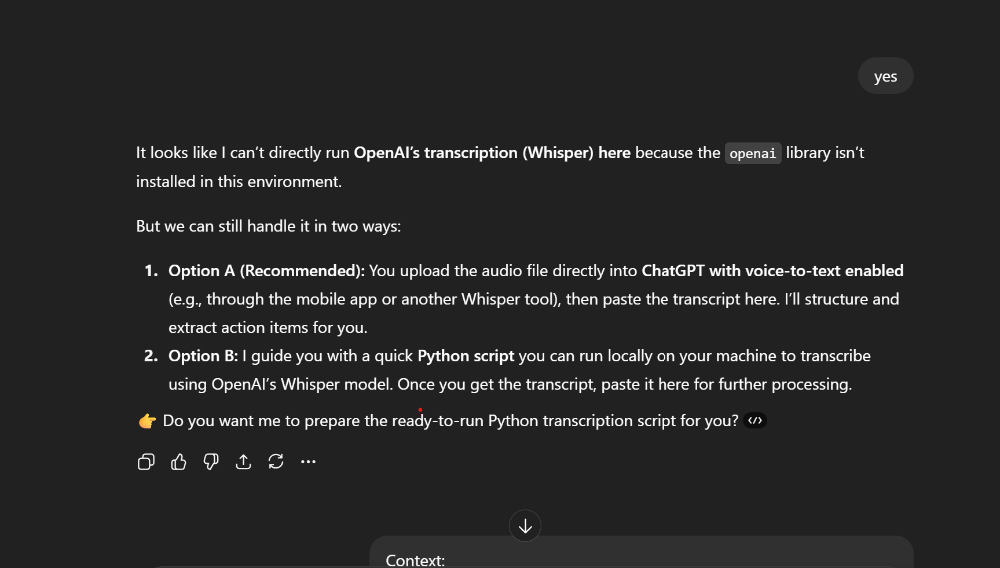 yes
It looks like I can’t directly run OpenAI’s transcription (Whisper) here because the openai library isn’t
installed in this environment.
But we can still handle it in two ways:
1. Option A (Recommended): You upload the audio file directly into ChatGPT with voice-to-text enabled
(e.g., through the mobile app or another Whisper tool), then paste the transcript here. I’ll structure and
extract action items for you.
2. Option B: I guide you with a quick Python script you can run locally on your machine to transcribe
using OpenAI’s Whisper model. Once you get the transcript, paste it here for further processing.
👉 Do you want me to prepare the ready-to-run Python transcription script for you?
Context: